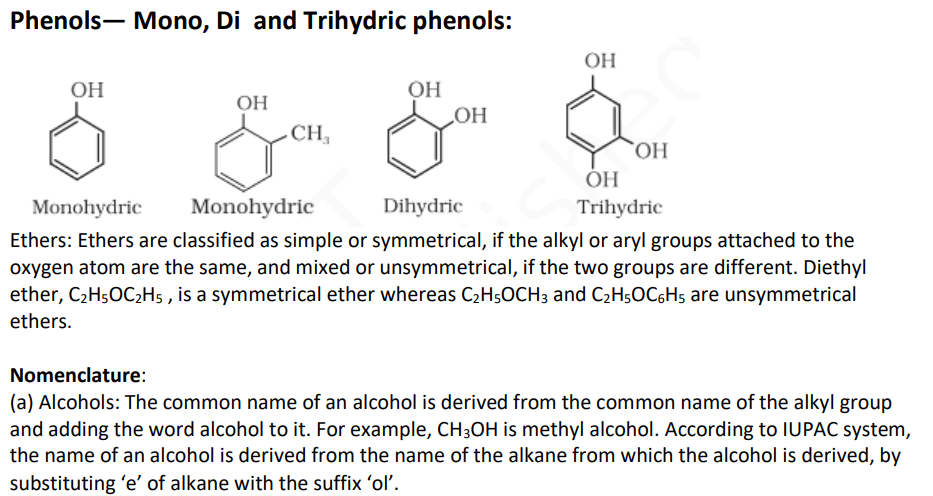 Phenols— Mono, Di and Trihydric phenols:
OH
OH
CH₃
OH
OH
OH
OH
OH
Monohydric Monohydric Dihydric Trihydric
Ethers: Ethers are classified as simple or symmetrical, if the alkyl or aryl groups attached to the
oxygen atom are the same, and mixed or unsymmetrical, if the two groups are different. Diethyl
ether, C₂H₅OC₂H₅ , is a symmetrical ether whereas C₂H₅OCH₃ and C₂H₅OC₆H₅ are unsymmetrical
ethers.
Nomenclature:
(a) Alcohols: The common name of an alcohol is derived from the common name of the alkyl group
and adding the word alcohol to it. For example, CH₃OH is methyl alcohol. According to IUPAC system,
the name of an alcohol is derived from the name of the alkane from which the alcohol is derived, by
substituting ‘e’ of alkane with the suffix ‘ol’.